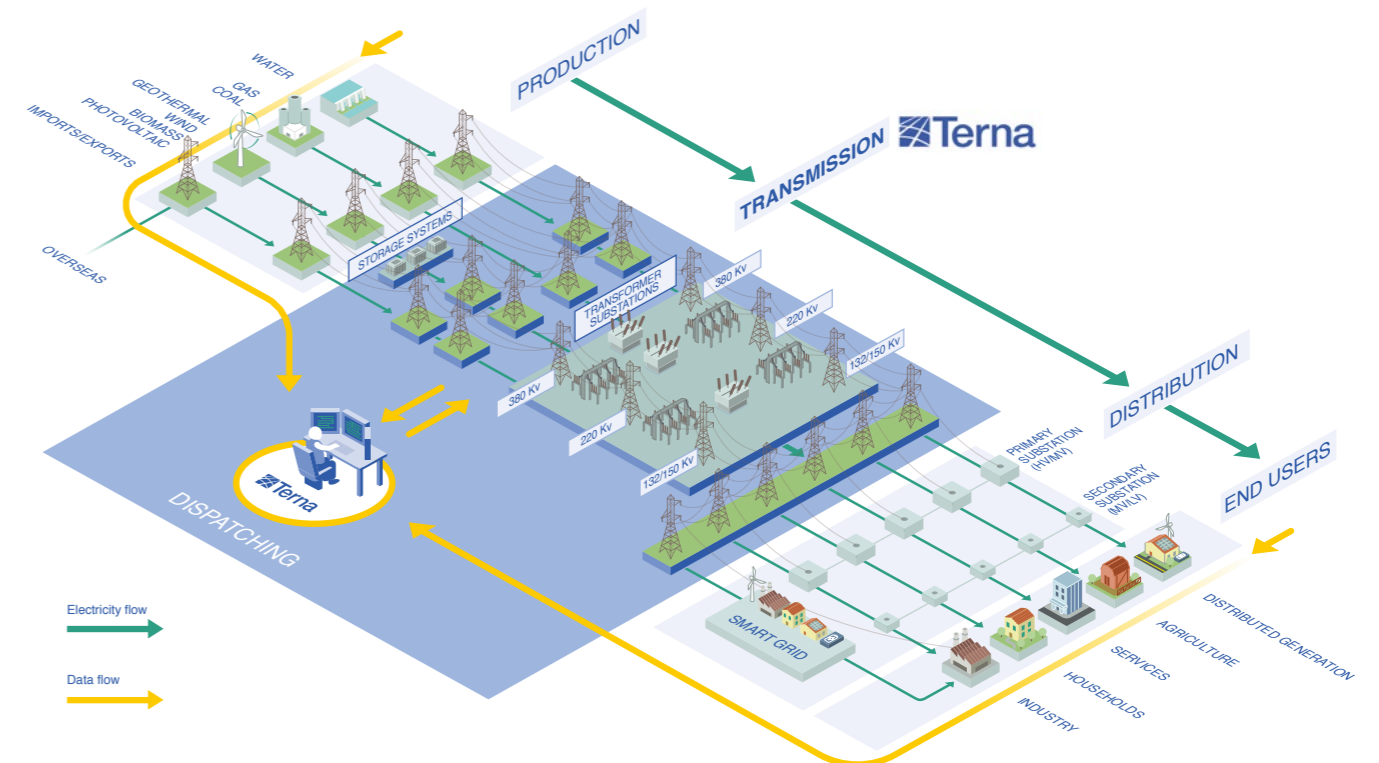 PRODUCTION
TRANSMISSION
Terna
DISTRIBUTION
END USERS
WATER
GAS
COAL
GEOTHERMAL
WIND
BIOMASS
PHOTOVOLTAIC
IMPORTS/EXPORTS
OVERSEAS
STORAGE SYSTEMS
TRANSFORMER
SUBSTATIONS
380 Kv
220 Kv
132/150 Kv
380 Kv
220 Kv
132/150 Kv
PRIMARY
SUBSTATION
(HV/MV)
SECONDARY
SUBSTATION
(MV/LV)
Terna
DISPATCHING
SMART GRID
DISTRIBUTED GENERATION
AGRICULTURE
SERVICES
HOUSEHOLDS
INDUSTRY
Electricity flow
Data flow